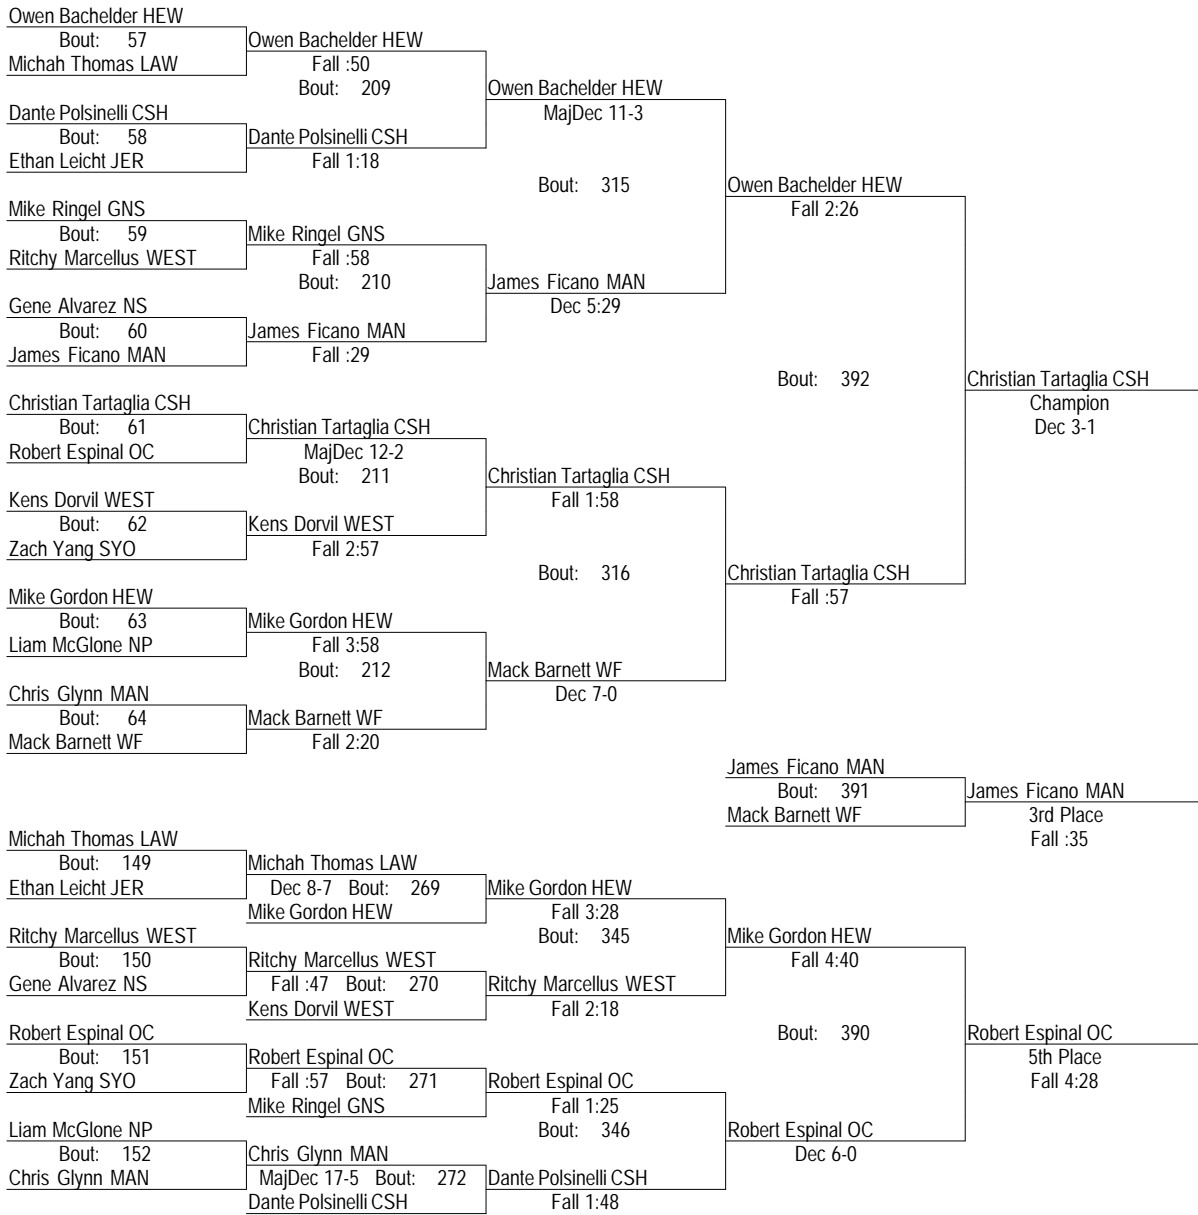 Owen Bachelder HEW
Bout: 57
Owen Bachelder HEW
Michah Thomas LAW
Fall :50
Bout: 209
Owen Bachelder HEW
Dante Polsinelli CSH
MajDec 11-3
Bout: 58
Dante Polsinelli CSH
Ethan Leicht JER
Fall 1:18
Bout: 315
Owen Bachelder HEW
Mike Ringel GNS
Fall 2:26
Bout: 59
Mike Ringel GNS
Ritchy Marcellus WEST
Fall :58
Bout: 210
James Ficano MAN
Gene Alvarez NS
Dec 5:29
Bout: 60
James Ficano MAN
James Ficano MAN
Fall :29
Bout: 392
Christian Tartaglia CSH
Christian Tartaglia CSH
Champion
Bout: 61
Christian Tartaglia CSH
Dec 3-1
Robert Espinal OC
MajDec 12-2
Bout: 211
Christian Tartaglia CSH
Kens Dorvil WEST
Fall 1:58
Bout: 62
Kens Dorvil WEST
Zach Yang SYO
Fall 2:57
Bout: 316
Christian Tartaglia CSH
Mike Gordon HEW
Fall :57
Bout: 63
Mike Gordon HEW
Liam McGlone NP
Fall 3:58
Bout: 212
Mack Barnett WF
Chris Glynn MAN
Dec 7-0
Bout: 64
Mack Barnett WF
Mack Barnett WF
Fall 2:20
James Ficano MAN
Bout: 391
James Ficano MAN
Mack Barnett WF
3rd Place
Fall :35
Michah Thomas LAW
Bout: 149
Michah Thomas LAW
Ethan Leicht JER
Dec 8-7 Bout: 269
Mike Gordon HEW
Mike Gordon HEW
Fall 3:28
Ritchy Marcellus WEST
Bout: 345
Mike Gordon HEW
Bout: 150
Ritchy Marcellus WEST
Fall 4:40
Gene Alvarez NS
Fall :47 Bout: 270
Ritchy Marcellus WEST
Kens Dorvil WEST
Fall 2:18
Robert Espinal OC
Bout: 390
Robert Espinal OC
Bout: 151
Robert Espinal OC
5th Place
Zach Yang SYO
Fall :57 Bout: 271
Robert Espinal OC
Fall 4:28
Mike Ringel GNS
Fall 1:25
Liam McGlone NP
Bout: 346
Robert Espinal OC
Bout: 152
Chris Glynn MAN
Dec 6-0
Chris Glynn MAN
MajDec 17-5 Bout: 272
Dante Polsinelli CSH
Dante Polsinelli CSH
Fall 1:48